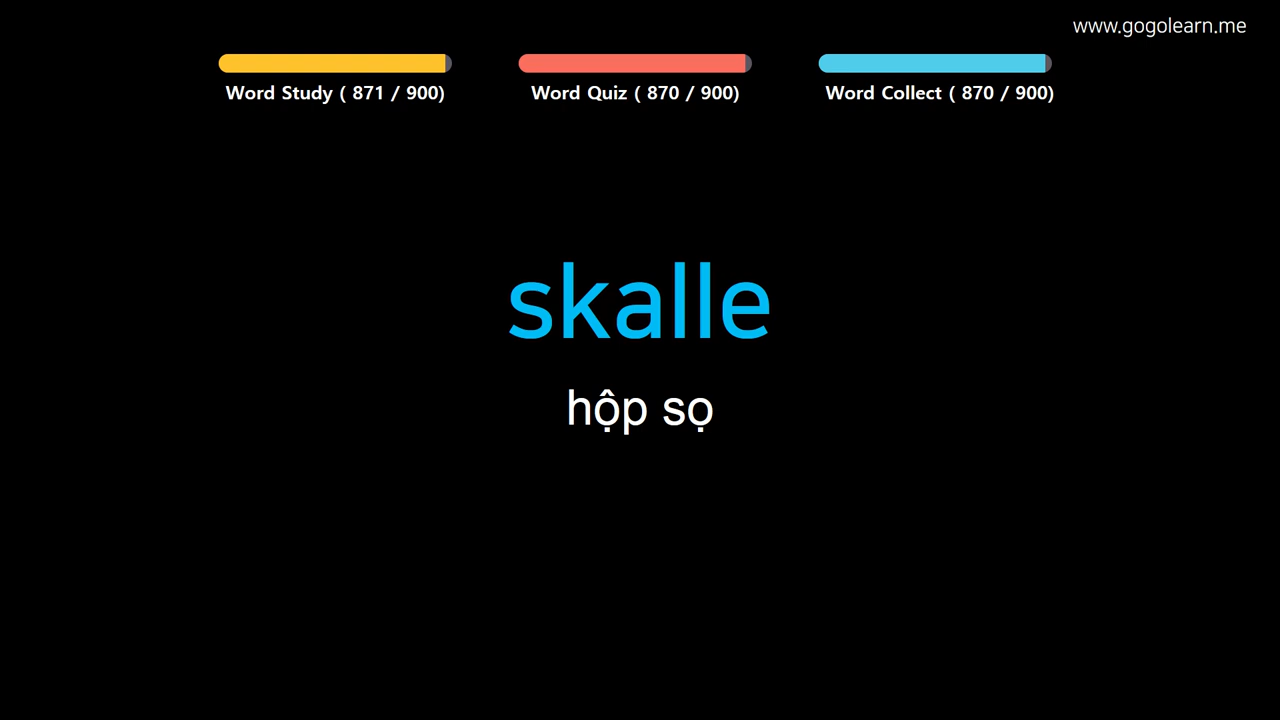 www.gogolearn.me
Word Study ( 871 / 900)
Word Quiz ( 870 / 900)
Word Collect ( 870 / 900)
skalle
hộp sọ